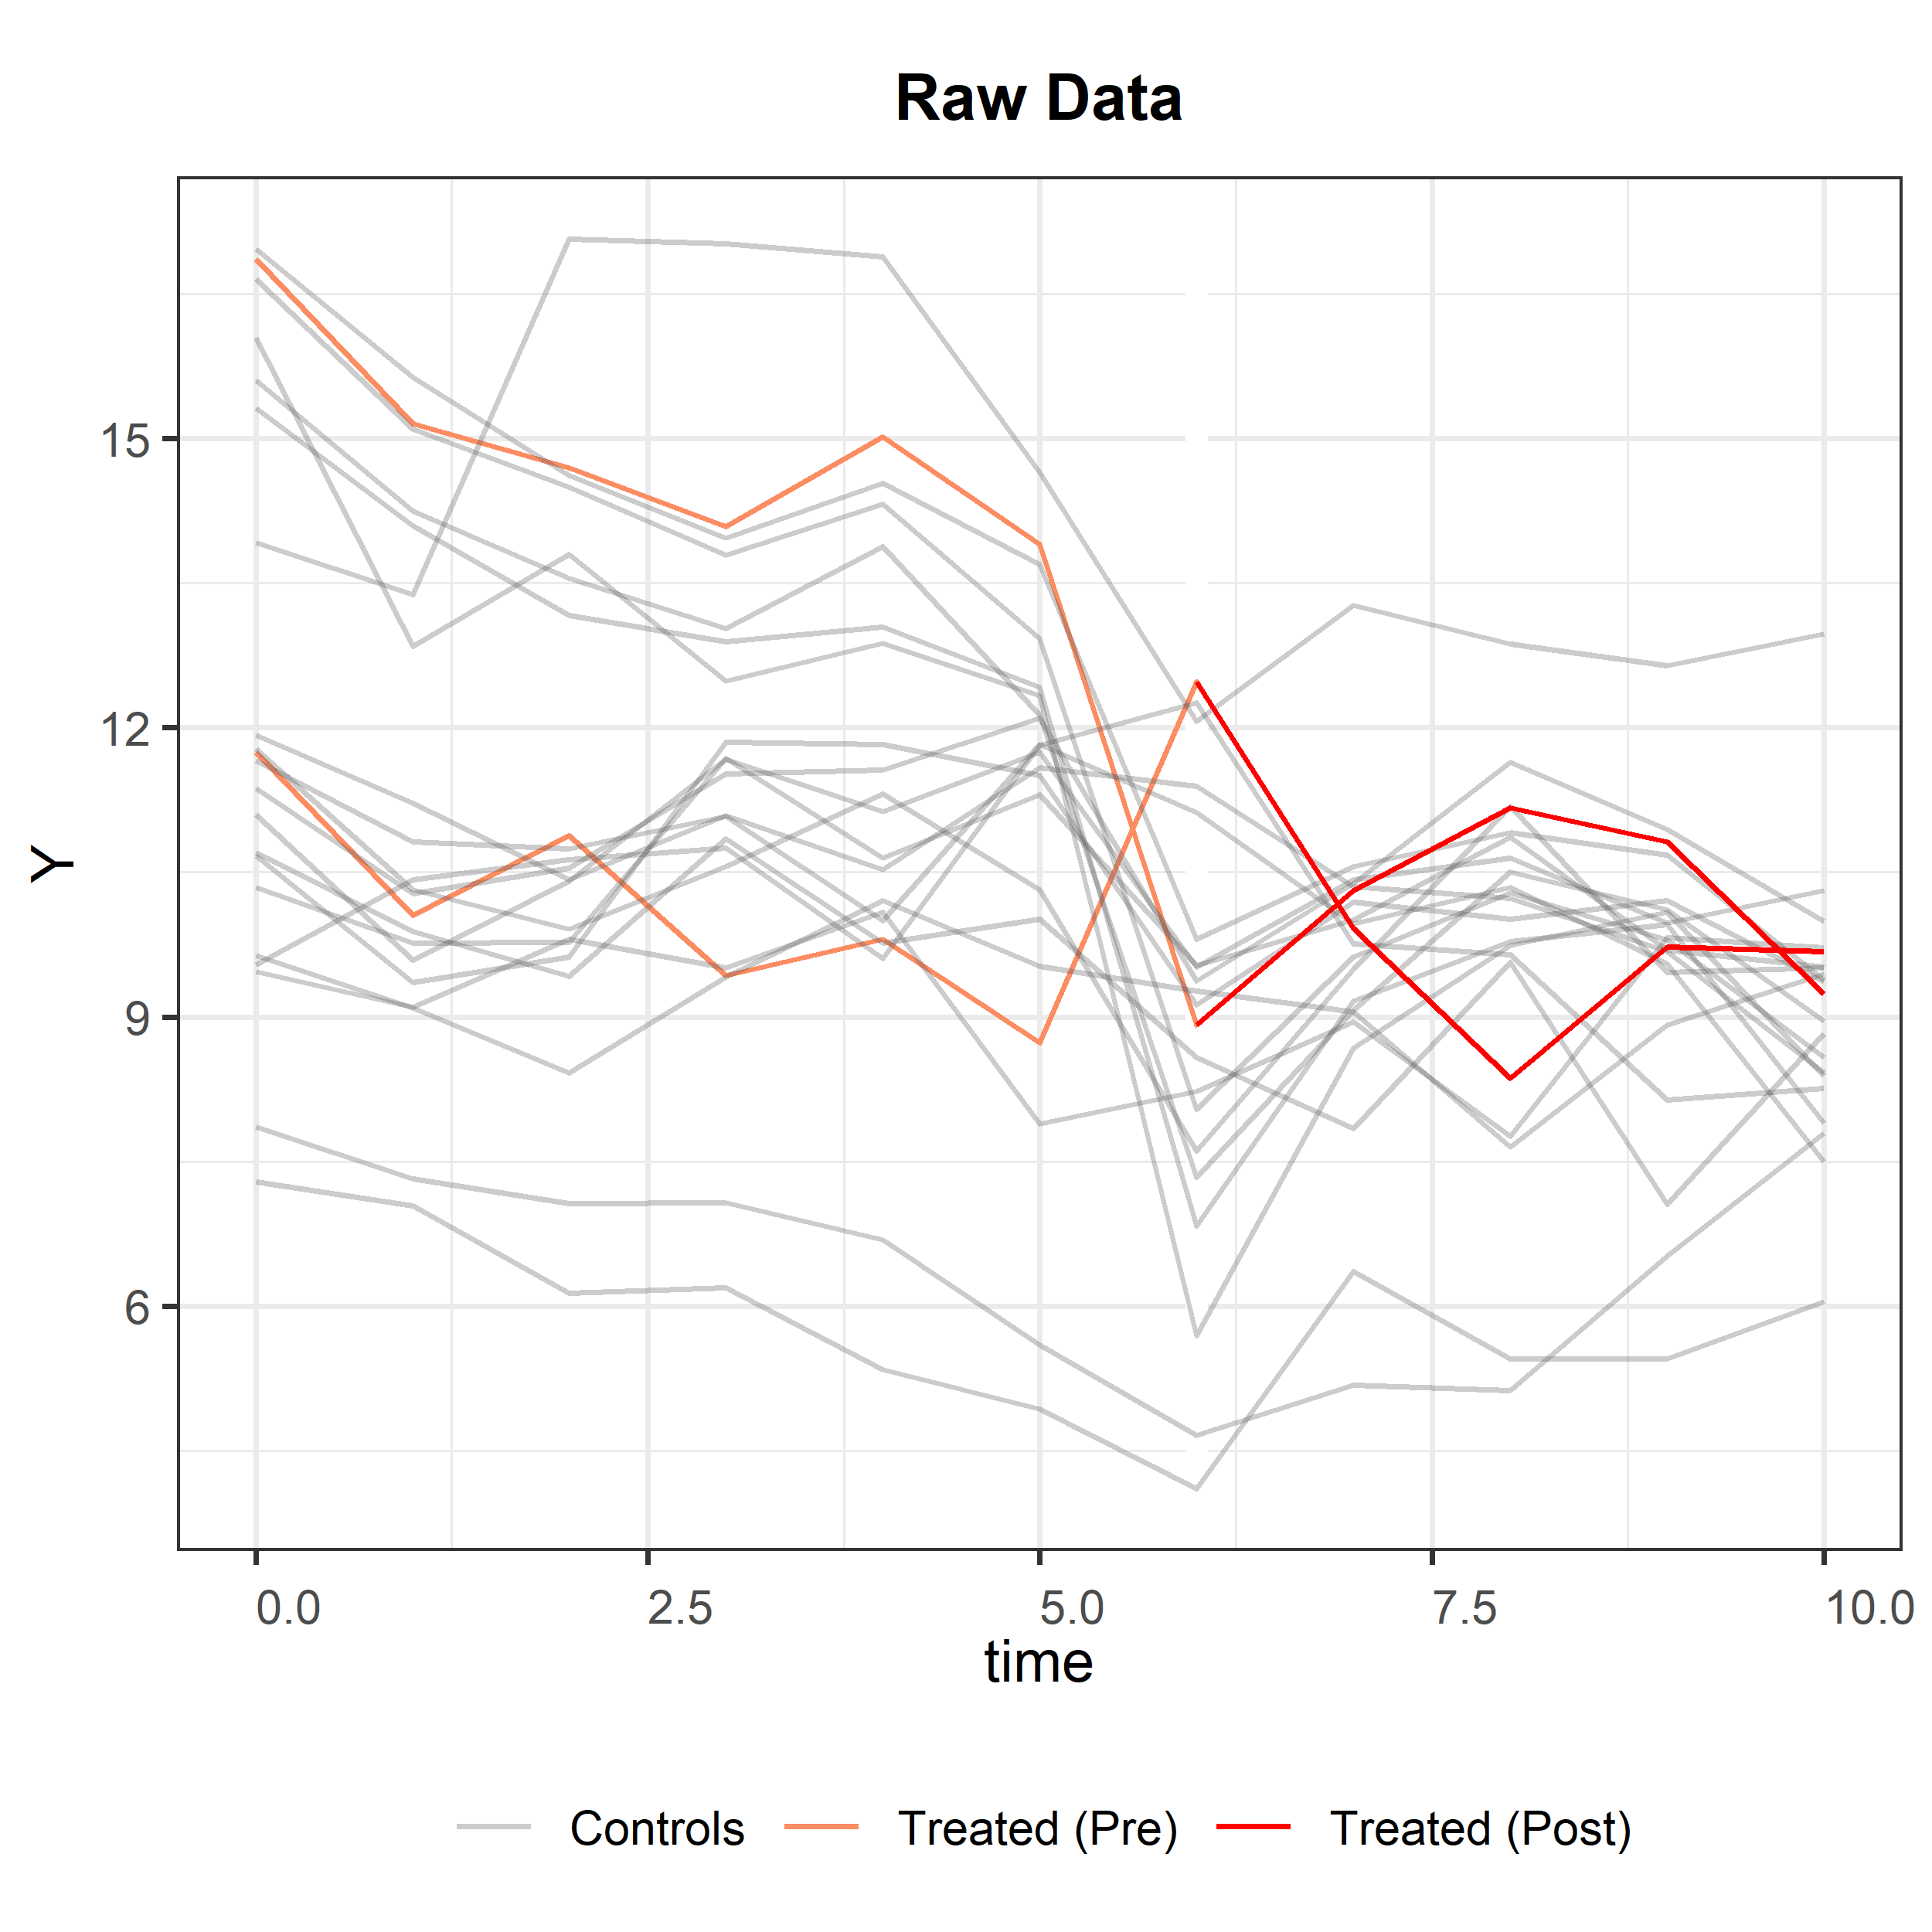 Raw Data
15
12
9
6
Y
0.0 2.5 5.0 7.5 10.0
time
Controls Treated (Pre) Treated (Post)